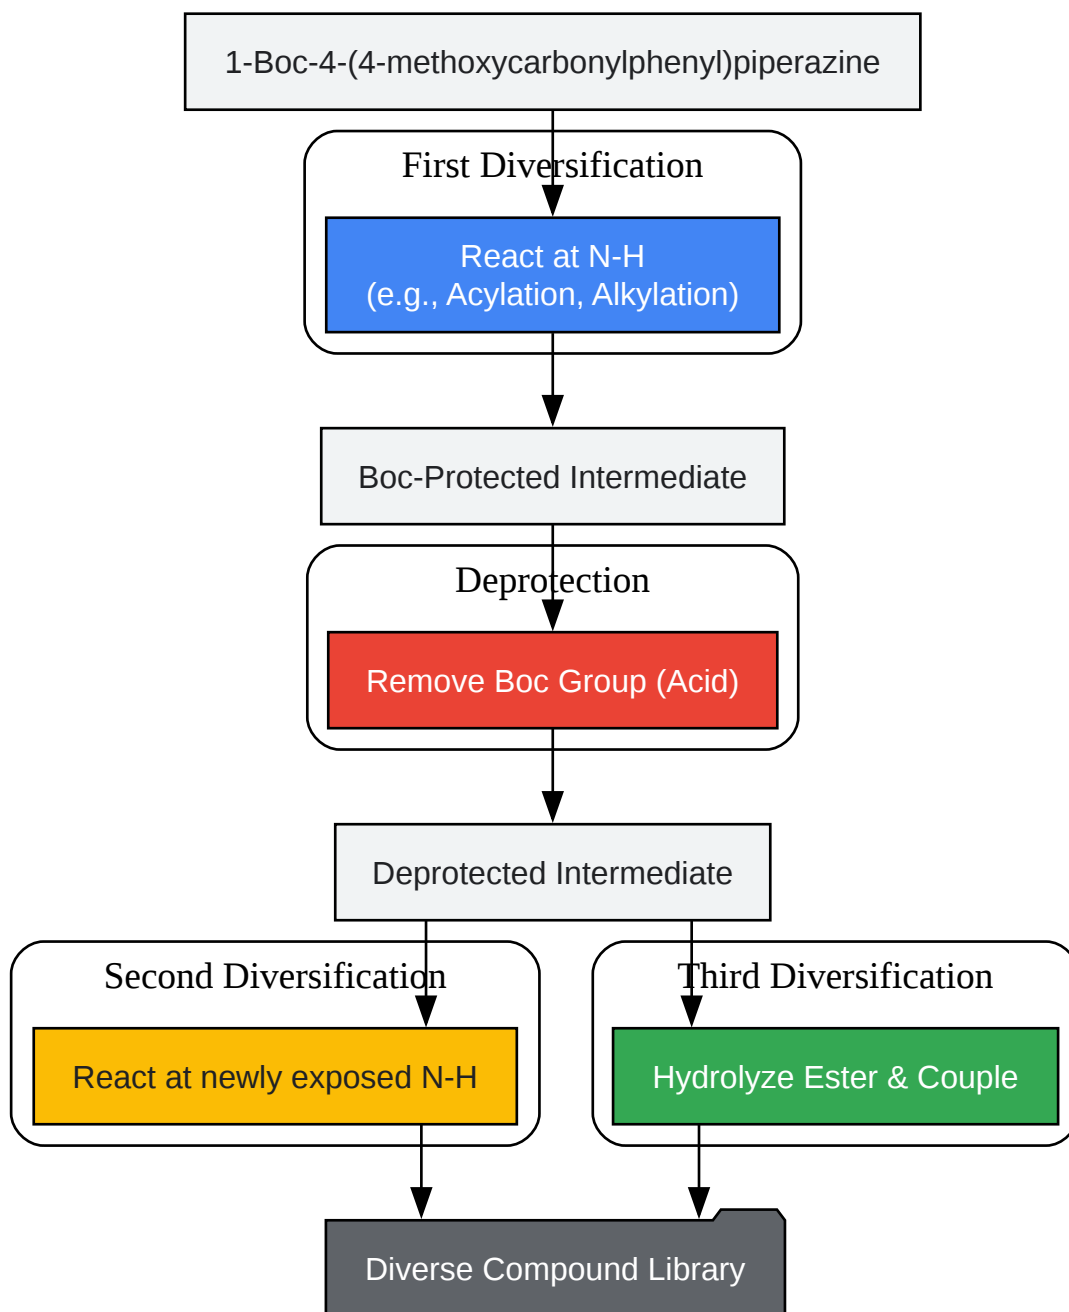 1-Boc-4-(4-methoxycarbonylphenyl)piperazine
First Diversification
React at N-H
(e.g., Acylation, Alkylation)
Boc-Protected Intermediate
Deprotection
Remove Boc Group (Acid)
Deprotected Intermediate
Second Diversification
Third Diversification
React at newly exposed N-H
Hydrolyze Ester & Couple
Diverse Compound Library